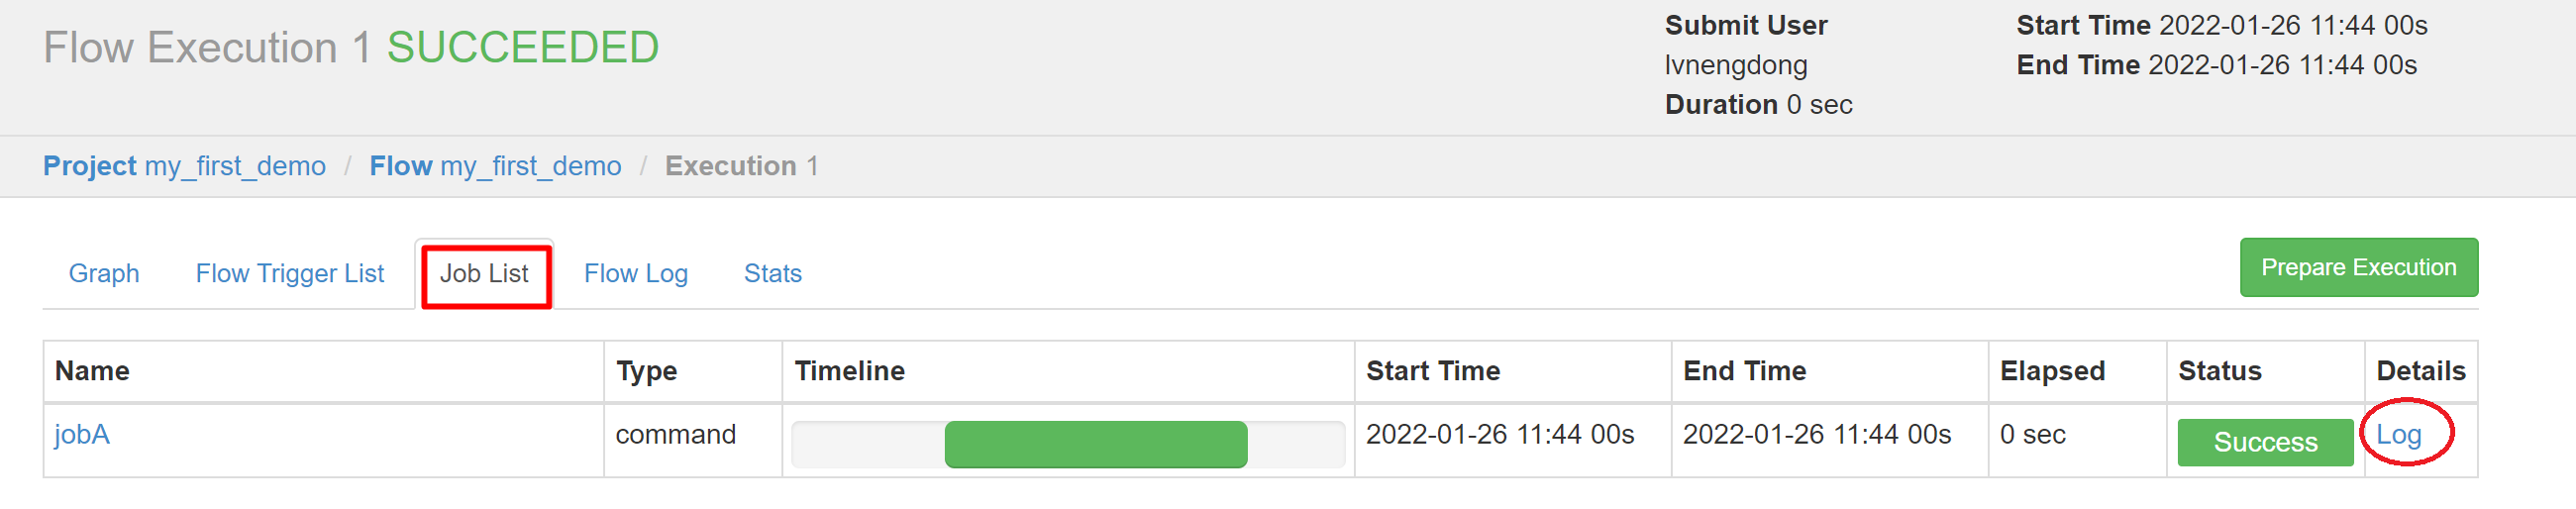 Flow Execution 1 SUCCEEDED
Submit User
lvnengdong
Duration 0 sec
Start Time 2022-01-26 11:44 00s
End Time 2022-01-26 11:44 00s
Project my_first_demo / Flow my_first_demo / Execution 1
Graph Flow Trigger List Job List Flow Log Stats Prepare Execution
Name Type Timeline Start Time End Time Elapsed Status Details
jobA command 2022-01-26 11:44 00s 2022-01-26 11:44 00s 0 sec Success Log